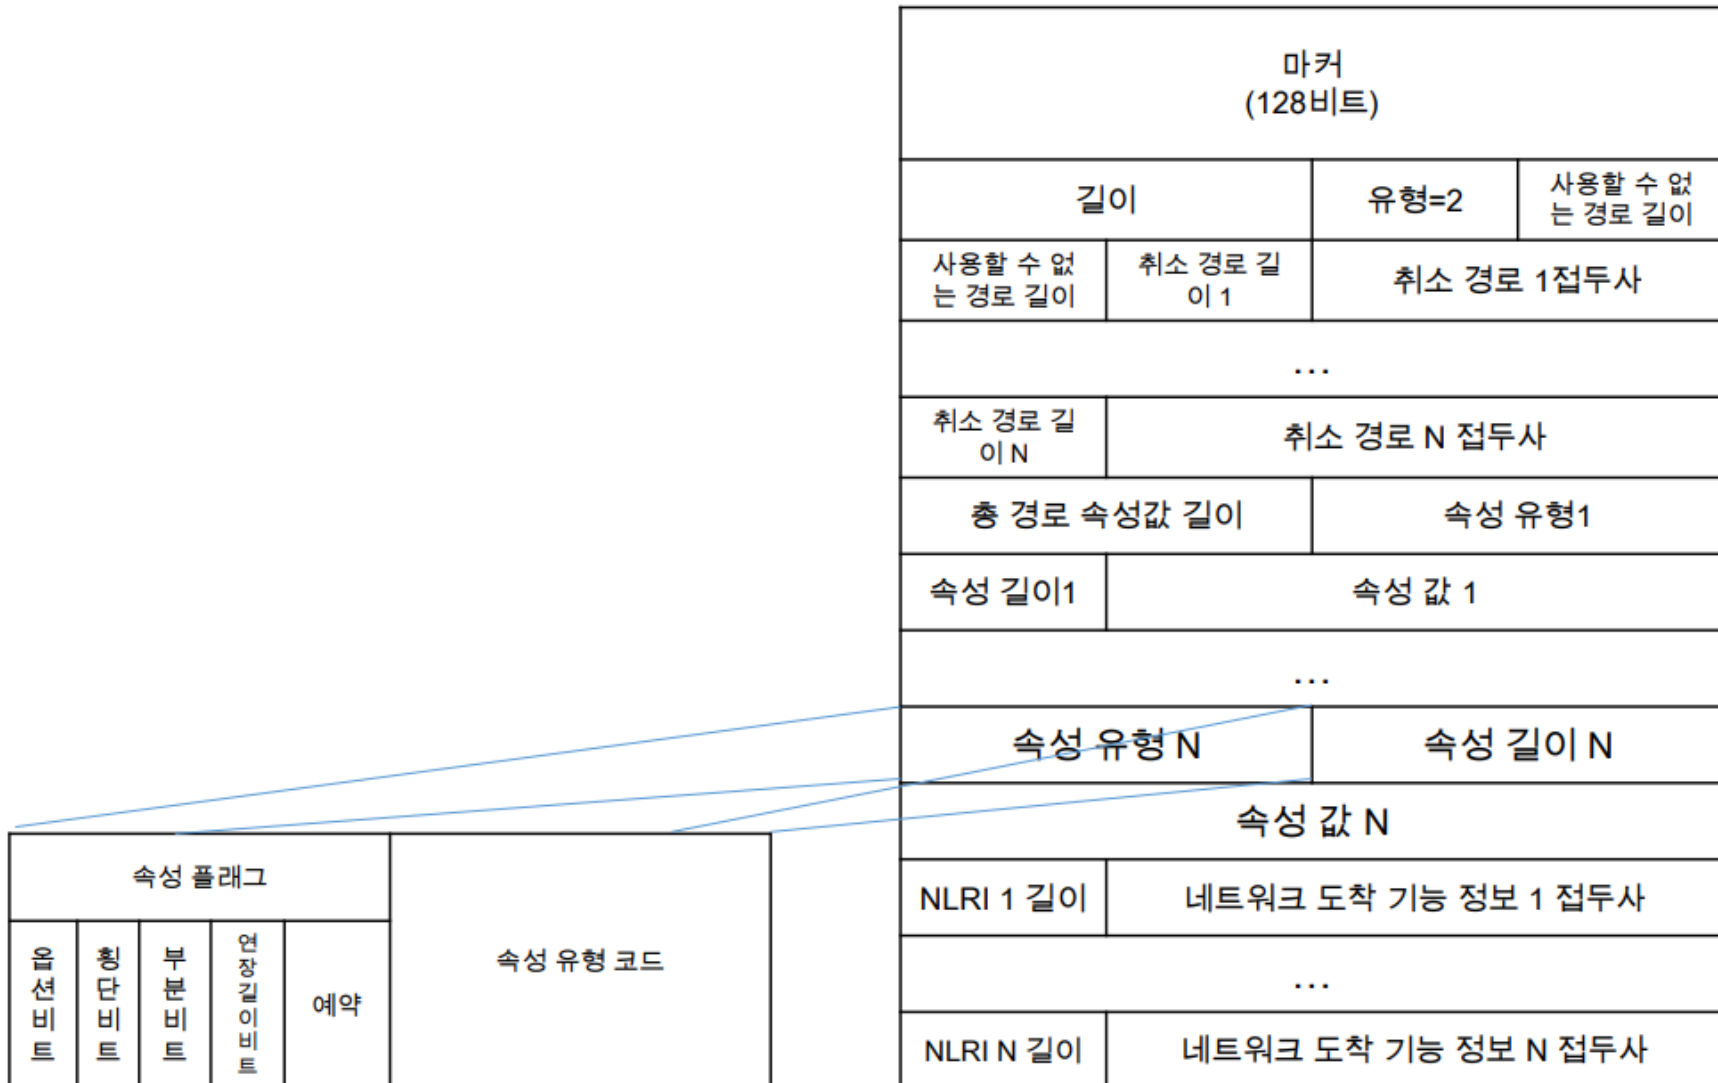 마커
(128비트)
길이
유형=2
사용할 수 없
는 경로 길이
사용할 수 없
는 경로 길이
취소 경로 길
이 1
취소 경로 1접두사
...
취소 경로 길
이 N
취소 경로 N 접두사
총 경로 속성값 길이
속성 유형1
속성 길이1
속성 값 1
...
속성 유형 N
속성 길이 N
속성 값 N
NLRI 1 길이
네트워크 도착 기능 정보 1 접두사
...
NLRI N 길이
네트워크 도착 기능 정보 N 접두사
속성 플래그
옵션비트
횡단비트
부분비트
연장길이비트
예약
속성 유형 코드